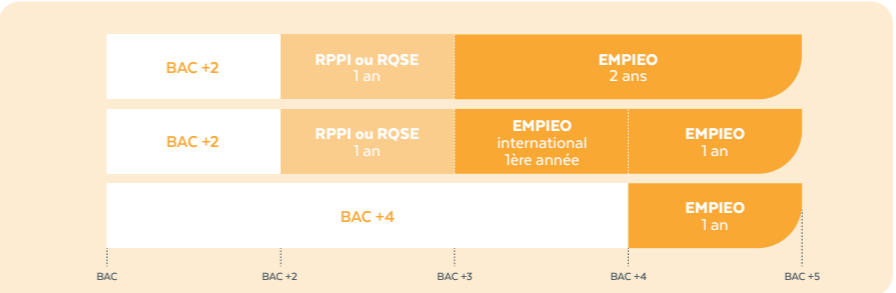 BAC +2
RPPI ou RQSE
1 an
EMPIEO
2 ans
BAC +2
RPPI ou RQSE
1 an
EMPIEO
international
1ère année
EMPIEO
1 an
BAC +4
EMPIEO
1 an
BAC
BAC +2
BAC +3
BAC +4
BAC +5